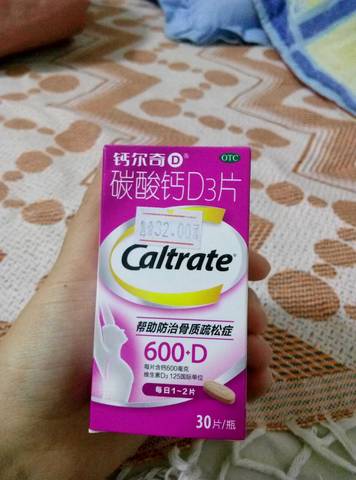 钙尔奇D®
OTC
碳酸钙D3片
32.00
Caltrate®
帮助防治骨质疏松症
600+D
每片含钙600毫克
维生素D₃ 125国际单位
每日1~2片
30片/瓶